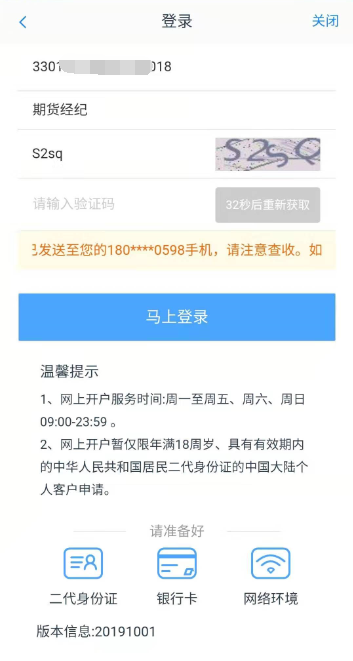 登录
关闭
3301 018
期货经纪
S2sq
S2SQ
请输入验证码
32秒后重新获取
已发送至您的180****0598手机，请注意查收。如
马上登录
温馨提示
1、网上开户服务时间:周一至周五、周六、周日
09:00-23:59 。
2、网上开户暂仅限年满18周岁、具有有效期内
的中华人民共和国居民二代身份证的中国大陆个
人客户申请。
请准备好
二代身份证
银行卡
网络环境
版本信息:20191001